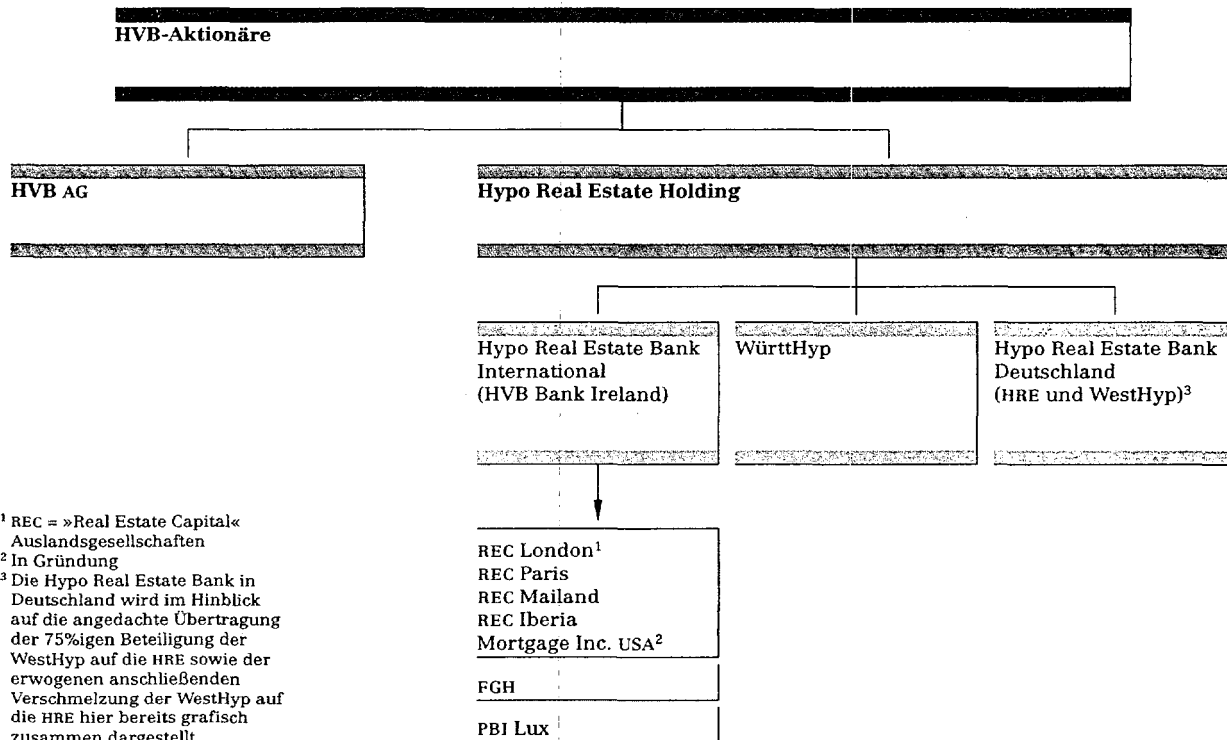 HVB-Aktionäre
HVB AG
Hypo Real Estate Holding
Hypo Real Estate Bank
International
(HVB Bank Ireland)
WürttHyp
Hypo Real Estate Bank
Deutschland
(HRE und WestHyp)³
REC London¹
REC Paris
REC Mailand
REC Iberia
Mortgage Inc. USA²
FGH
PBI Lux
¹ REC = »Real Estate Capital«
Auslandsgesellschaften
² In Gründung
³ Die Hypo Real Estate Bank in
Deutschland wird im Hinblick
auf die angedachte Übertragung
der 75%igen Beteiligung der
WestHyp auf die HRE sowie der
erwogenen anschließenden
Verschmelzung der WestHyp auf
die HRE hier bereits grafisch
zusammen dargestellt